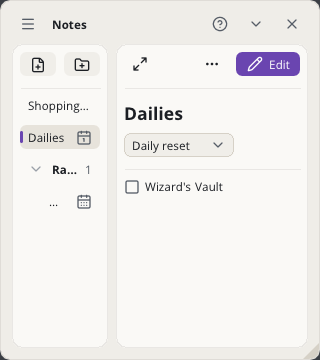 Notes
Edit
Shopping...
Dailies
Ra... 1
...
Dailies
Daily reset
Wizard's Vault